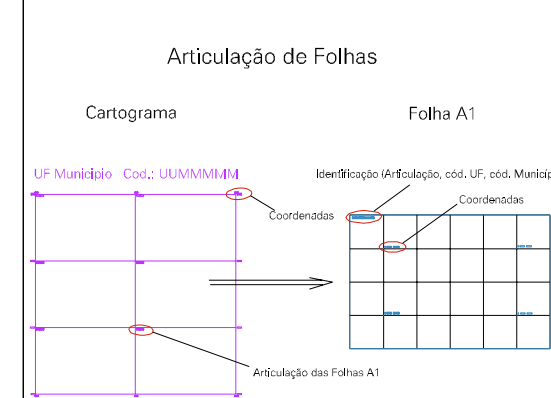 Articulação de Folhas
Cartograma
Folha A1
UF Municipio Cod.: UUMMMMM
Identificação (Articulação, cód. UF, cód. Municíp
Coordenadas
Coordenadas
Articulação das Folhas A1